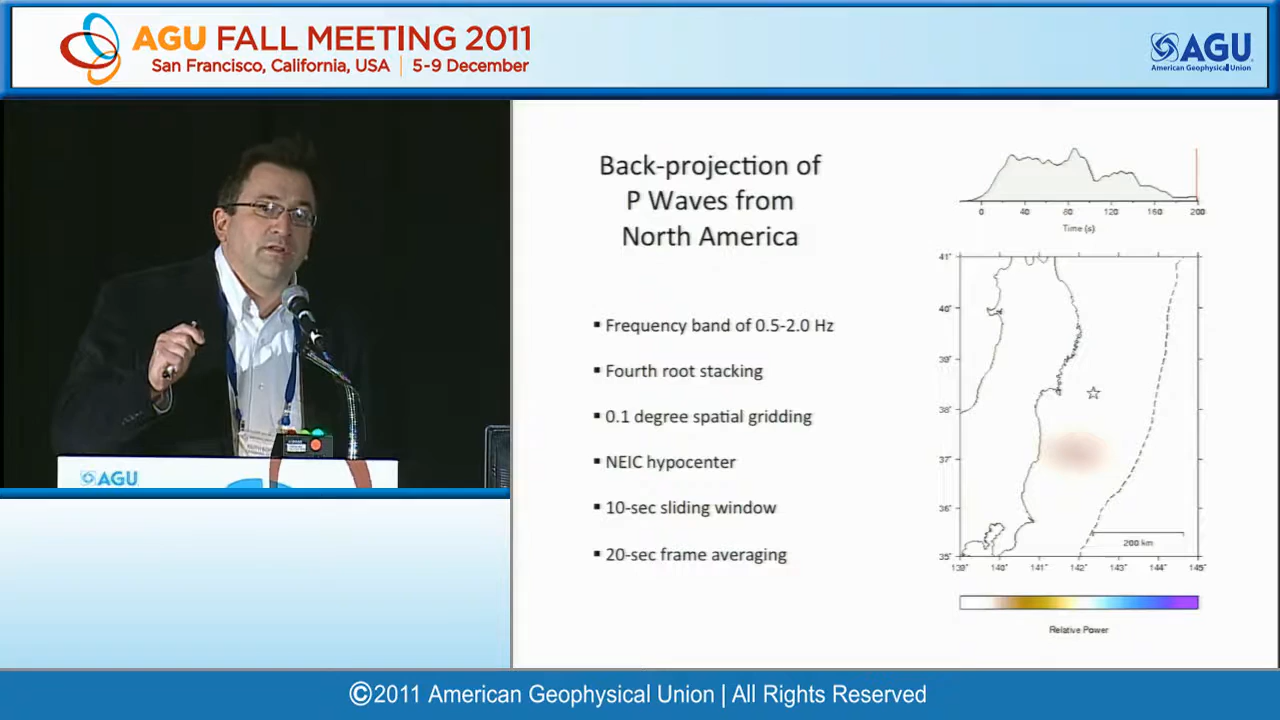 AGU FALL MEETING 2011
San Francisco, California, USA | 5-9 December
AGU
American Geophysical Union
Back-projection of
P Waves from
North America
▪ Frequency band of 0.5-2.0 Hz
▪ Fourth root stacking
▪ 0.1 degree spatial gridding
▪ NEIC hypocenter
▪ 10-sec sliding window
▪ 20-sec frame averaging
0 40 80 120 160 200
Time (s)
41°
40°
39°
38°
37°
36°
35°
200 km
139° 140° 141° 142° 143° 144° 145°
Relative Power
AGU
©2011 American Geophysical Union | All Rights Reserved